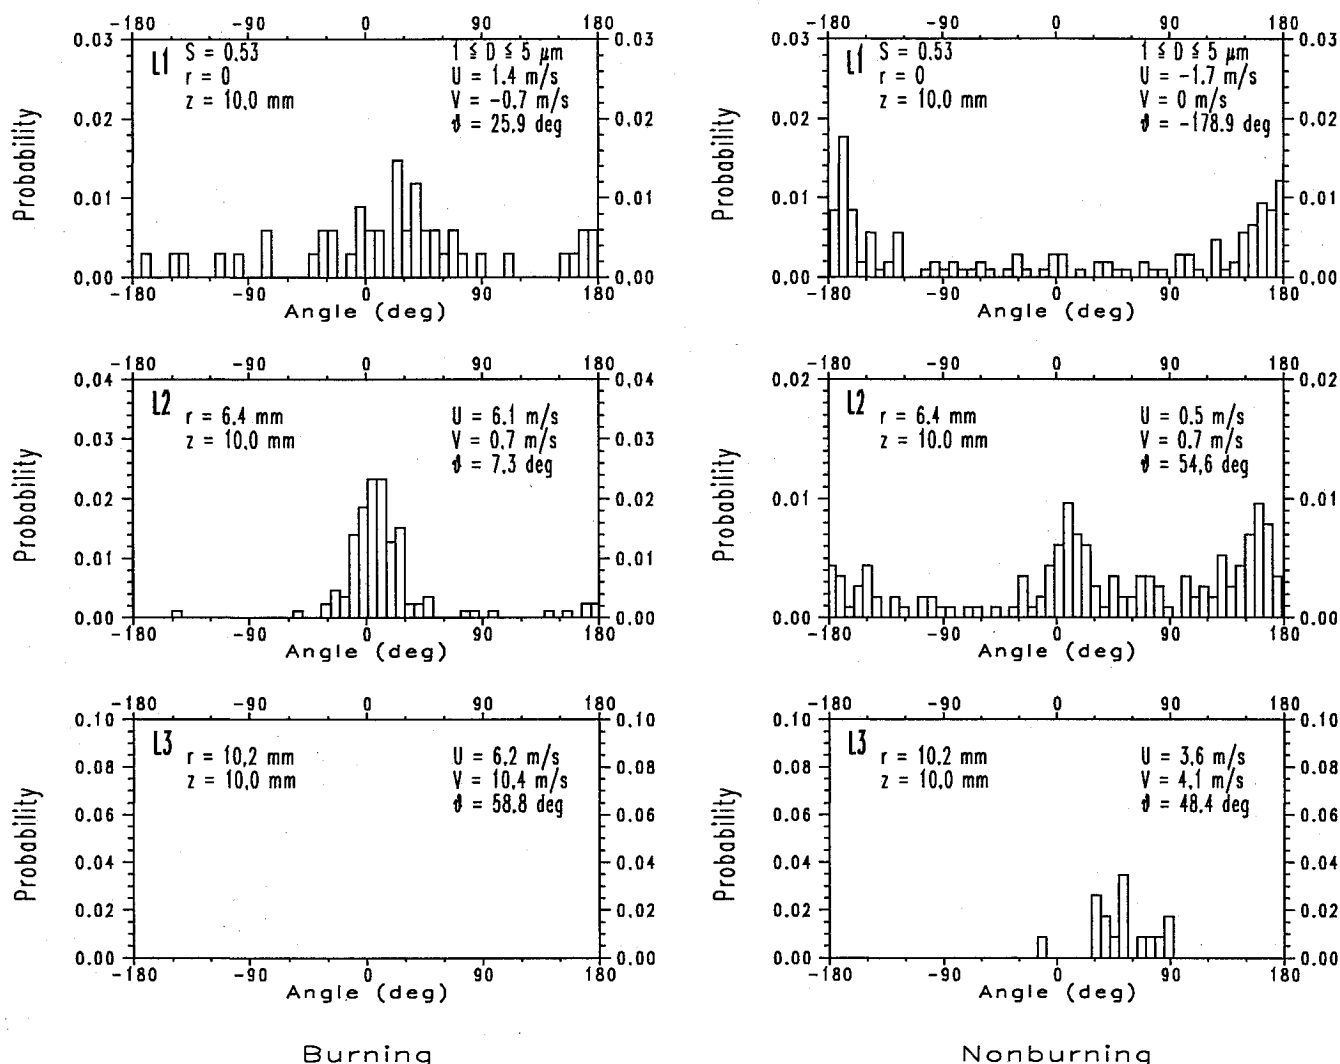 -180 -90 0 90 180
0.03 0.03
L1 S = 0.53 1 ≤ D ≤ 5 μm
r = 0 U = 1.4 m/s
z = 10.0 mm V = -0.7 m/s
ϑ = 25.9 deg
0.02 0.02
0.01 0.01
0.00 0.00
Probability
-180 -90 0 90 180
Angle (deg)
-180 -90 0 90 180
0.03 0.03
L1 S = 0.53 1 ≤ D ≤ 5 μm
r = 0 U = -1.7 m/s
z = 10.0 mm V = 0 m/s
ϑ = -178.9 deg
0.02 0.02
0.01 0.01
0.00 0.00
Probability
-180 -90 0 90 180
Angle (deg)
-180 -90 0 90 180
0.04 0.04
L2 r = 6.4 mm U = 6.1 m/s
z = 10.0 mm V = 0.7 m/s
ϑ = 7.3 deg
0.03 0.03
0.02 0.02
0.01 0.01
0.00 0.00
Probability
-180 -90 0 90 180
Angle (deg)
-180 -90 0 90 180
0.02 0.02
L2 r = 6.4 mm U = 0.5 m/s
z = 10.0 mm V = 0.7 m/s
ϑ = 54.6 deg
0.01 0.01
0.00 0.00
Probability
-180 -90 0 90 180
Angle (deg)
-180 -90 0 90 180
0.10 0.10
L3 r = 10.2 mm U = 6.2 m/s
z = 10.0 mm V = 10.4 m/s
ϑ = 58.8 deg
0.08 0.08
0.06 0.06
0.04 0.04
0.02 0.02
0.00 0.00
Probability
-180 -90 0 90 180
Angle (deg)
-180 -90 0 90 180
0.10 0.10
L3 r = 10.2 mm U = 3.6 m/s
z = 10.0 mm V = 4.1 m/s
ϑ = 48.4 deg
0.08 0.08
0.06 0.06
0.04 0.04
0.02 0.02
0.00 0.00
Probability
-180 -90 0 90 180
Angle (deg)
Burning
Nonburning